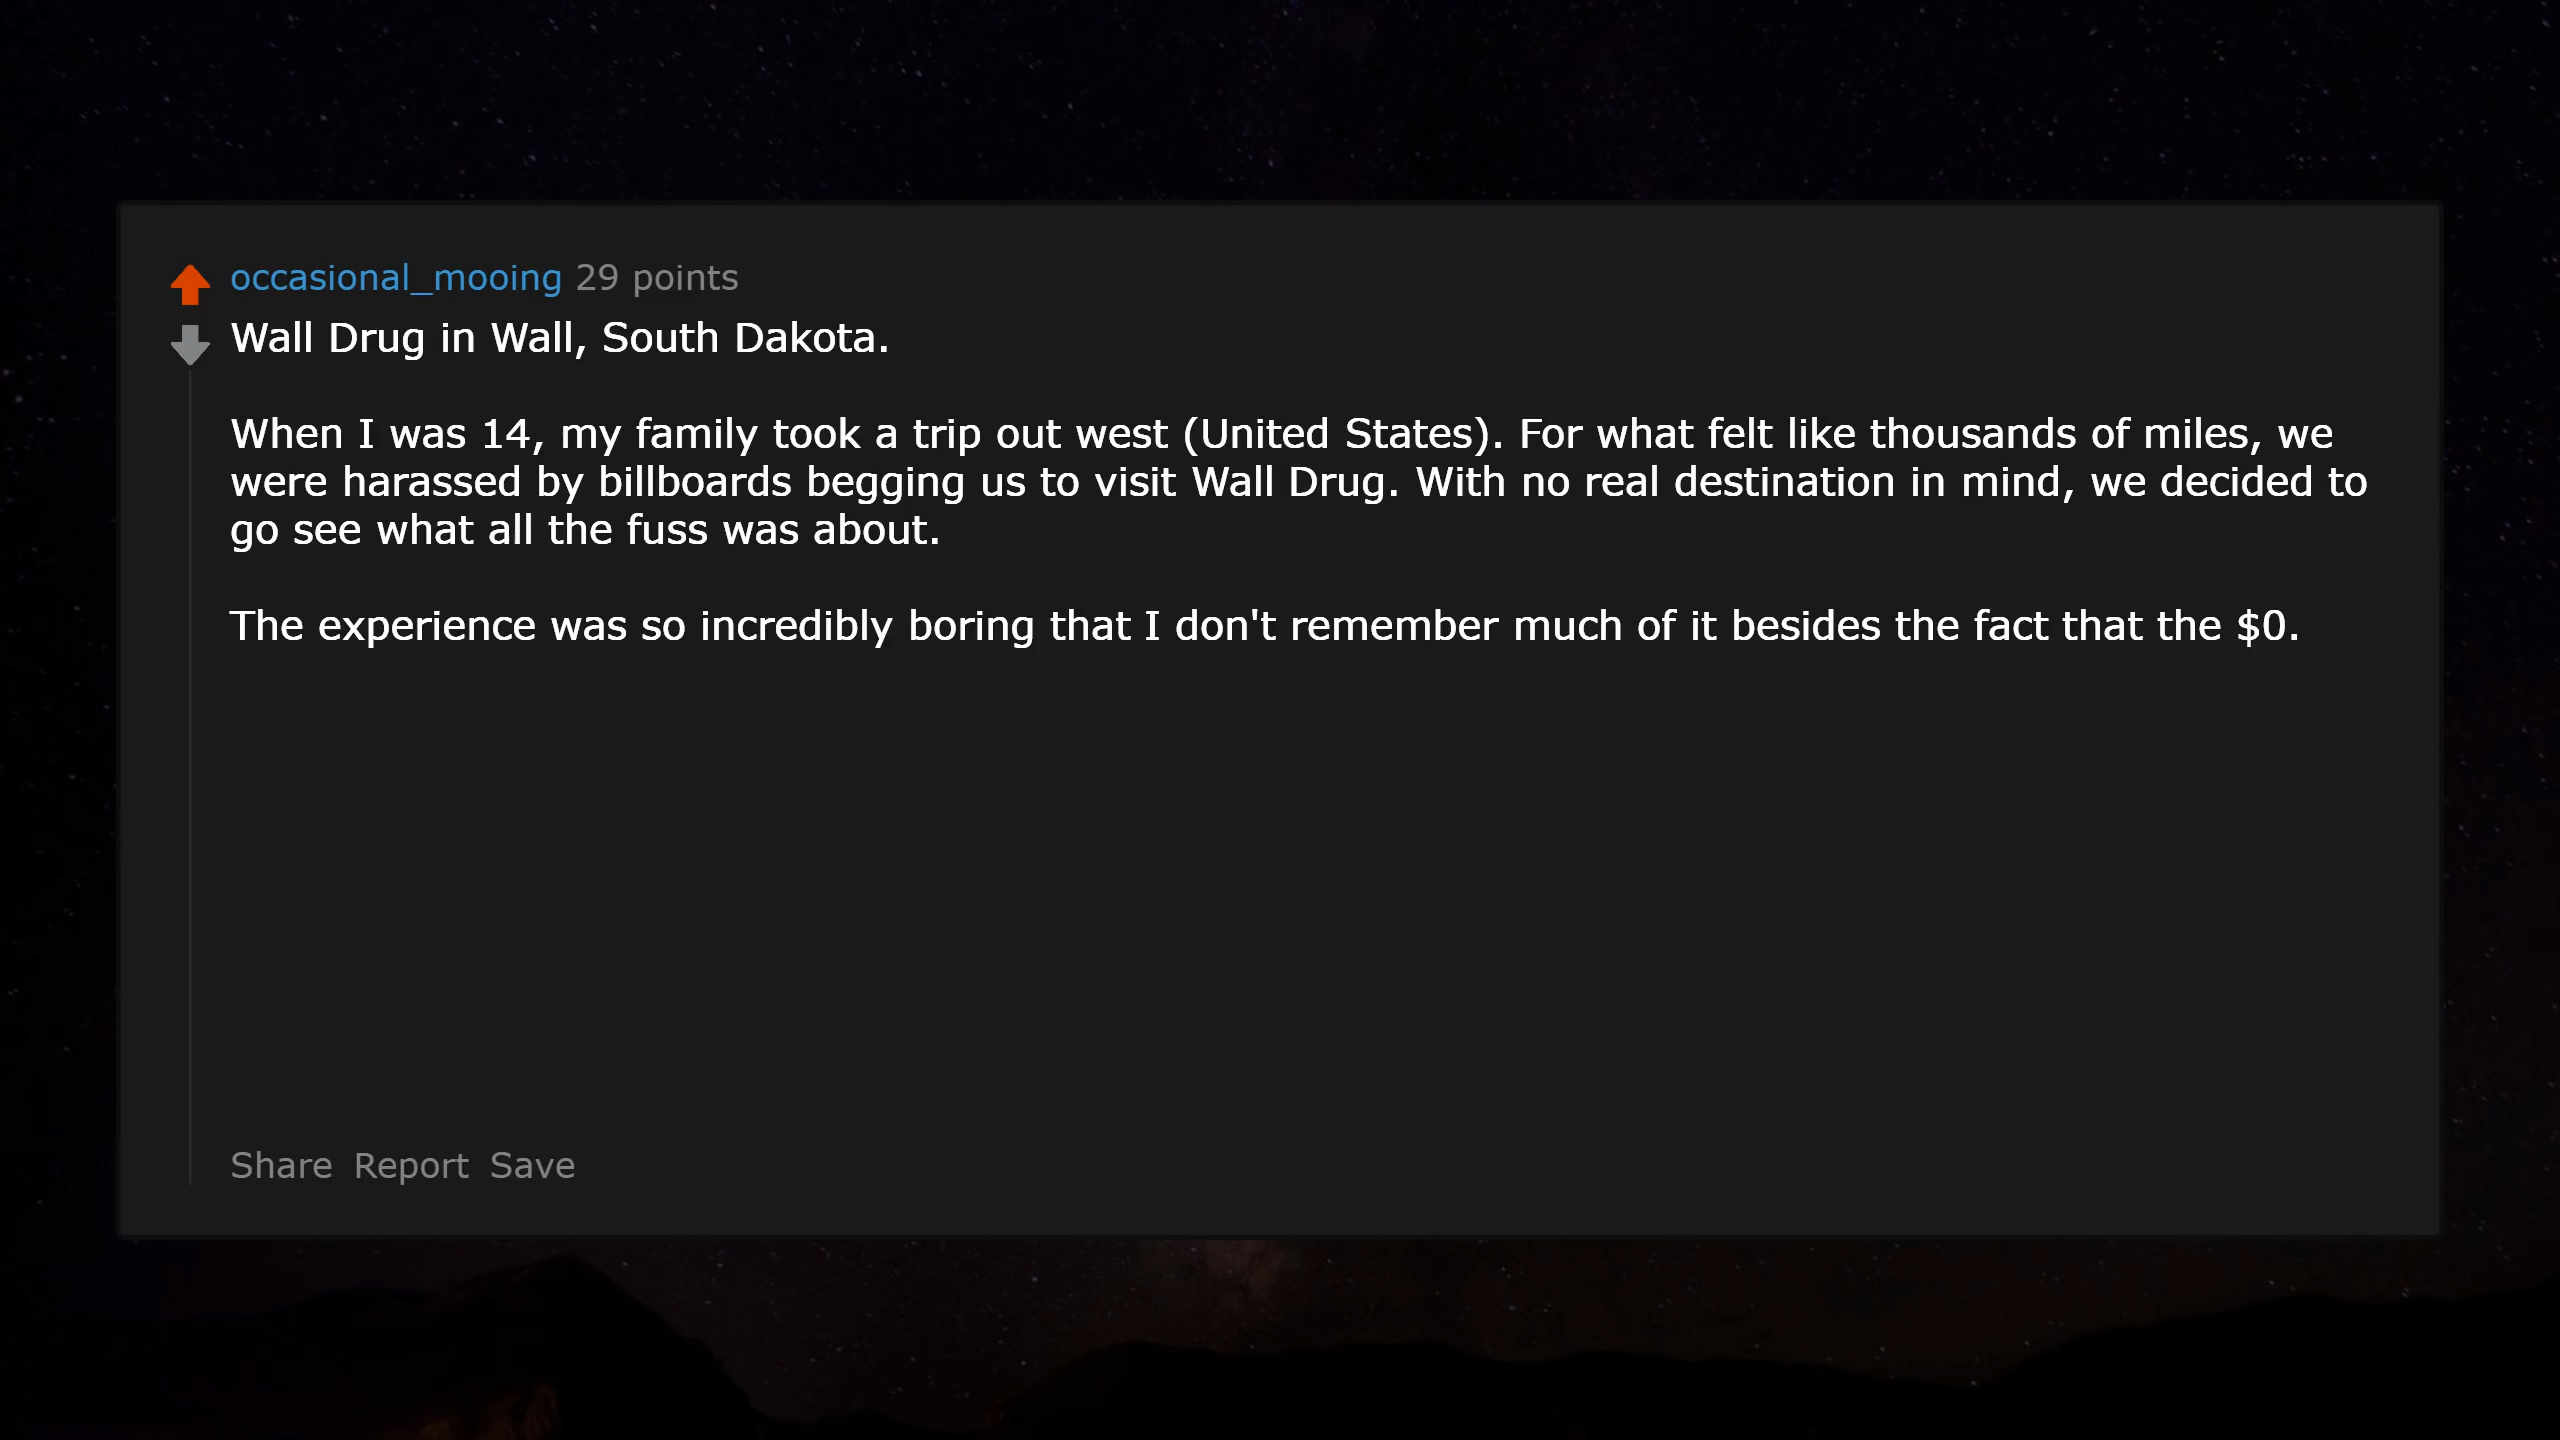 occasional_mooing 29 points
Wall Drug in Wall, South Dakota.
When I was 14, my family took a trip out west (United States). For what felt like thousands of miles, we
were harassed by billboards begging us to visit Wall Drug. With no real destination in mind, we decided to
go see what all the fuss was about.
The experience was so incredibly boring that I don't remember much of it besides the fact that the $0.
Share Report Save